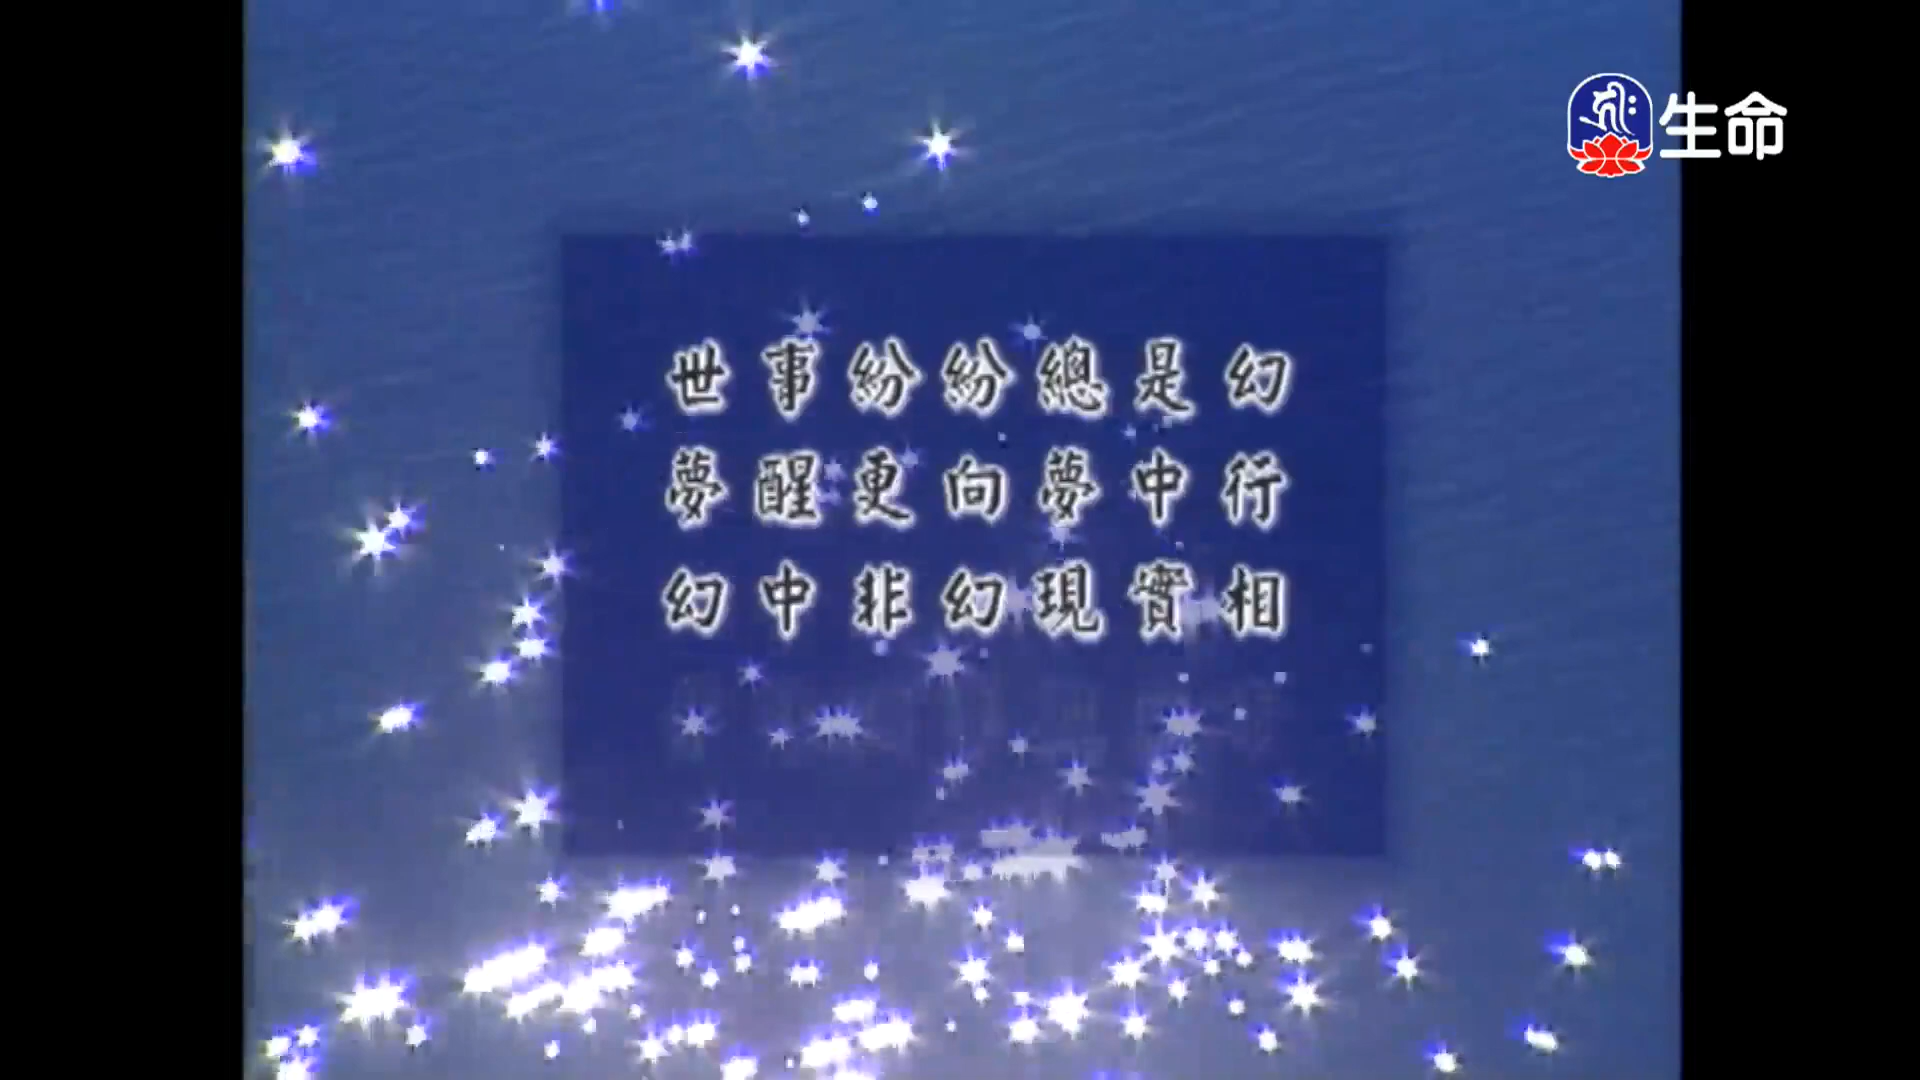 生命
世事紛紛總是幻
夢醒更向夢中行
幻中非幻現實相